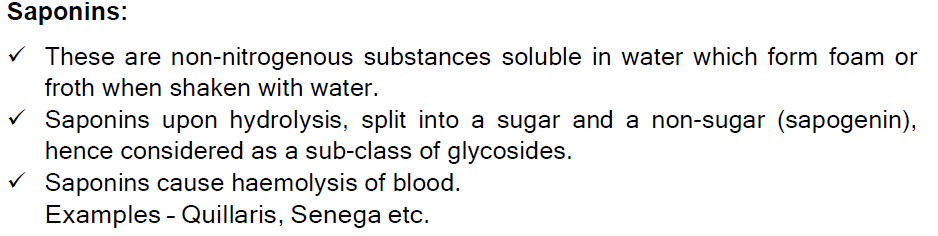 Saponins:
✓ These are non-nitrogenous substances soluble in water which form foam or
froth when shaken with water.
✓ Saponins upon hydrolysis, split into a sugar and a non-sugar (sapogenin),
hence considered as a sub-class of glycosides.
✓ Saponins cause haemolysis of blood.
Examples – Quillaris, Senega etc.